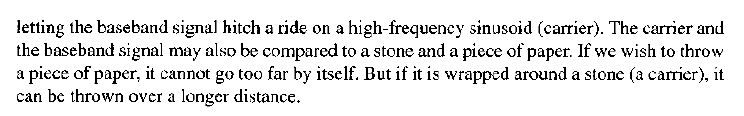 letting the baseband signal hitch a ride on a high-frequency sinusoid (carrier). The carrier and
the baseband signal may also be compared to a stone and a piece of paper. If we wish to throw
a piece of paper, it cannot go too far by itself. But if it is wrapped around a stone (a carrier), it
can be thrown over a longer distance.